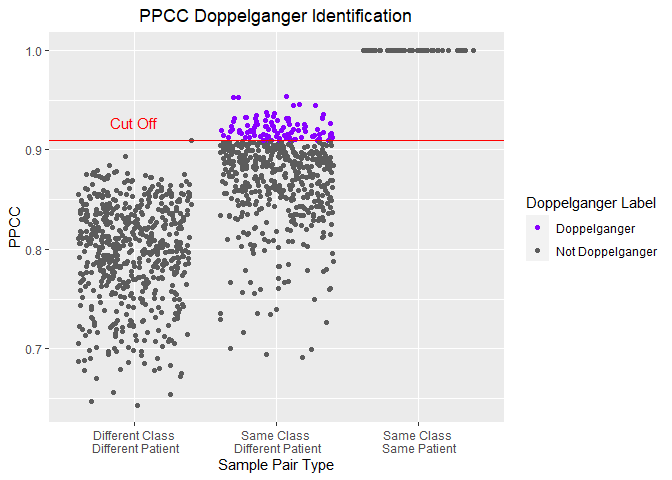 PPCC Doppelganger Identification
1.0
0.9
0.8
0.7
PPCC
Cut Off
Different Class
Different Patient
Same Class
Different Patient
Same Class
Same Patient
Sample Pair Type
Doppelganger Label
Doppelganger
Not Doppelganger